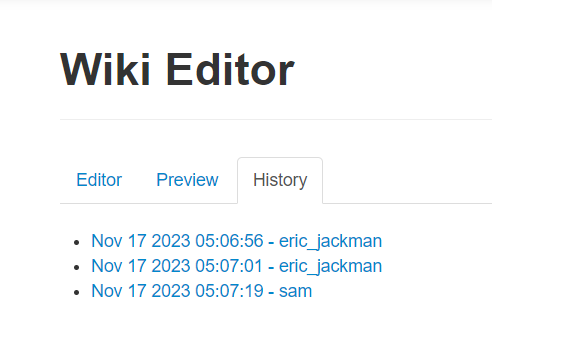 Wiki Editor
Editor Preview History
Nov 17 2023 05:06:56 - eric_jackman
Nov 17 2023 05:07:01 - eric_jackman
Nov 17 2023 05:07:19 - sam